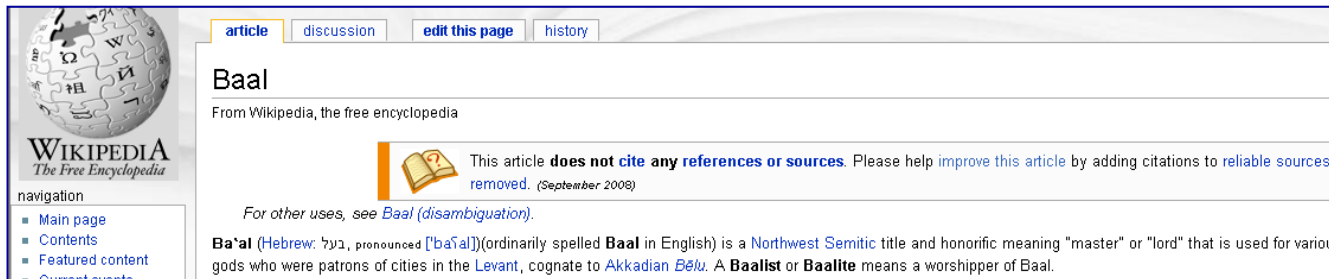 article discussion edit this page history
Baal
From Wikipedia, the free encyclopedia
WIKIPEDIA
The Free Encyclopedia
This article does not cite any references or sources. Please help improve this article by adding citations to reliable sources
removed. (September 2008)
navigation
Main page
Contents
Featured content
Current events
For other uses, see Baal (disambiguation).
Ba'al (Hebrew: בעל, pronounced ['baʕal])(ordinarily spelled Baal in English) is a Northwest Semitic title and honorific meaning "master" or "lord" that is used for
gods who were patrons of cities in the Levant, cognate to Akkadian Bēlu. A Baalist or Baalite means a worshipper of Baal.